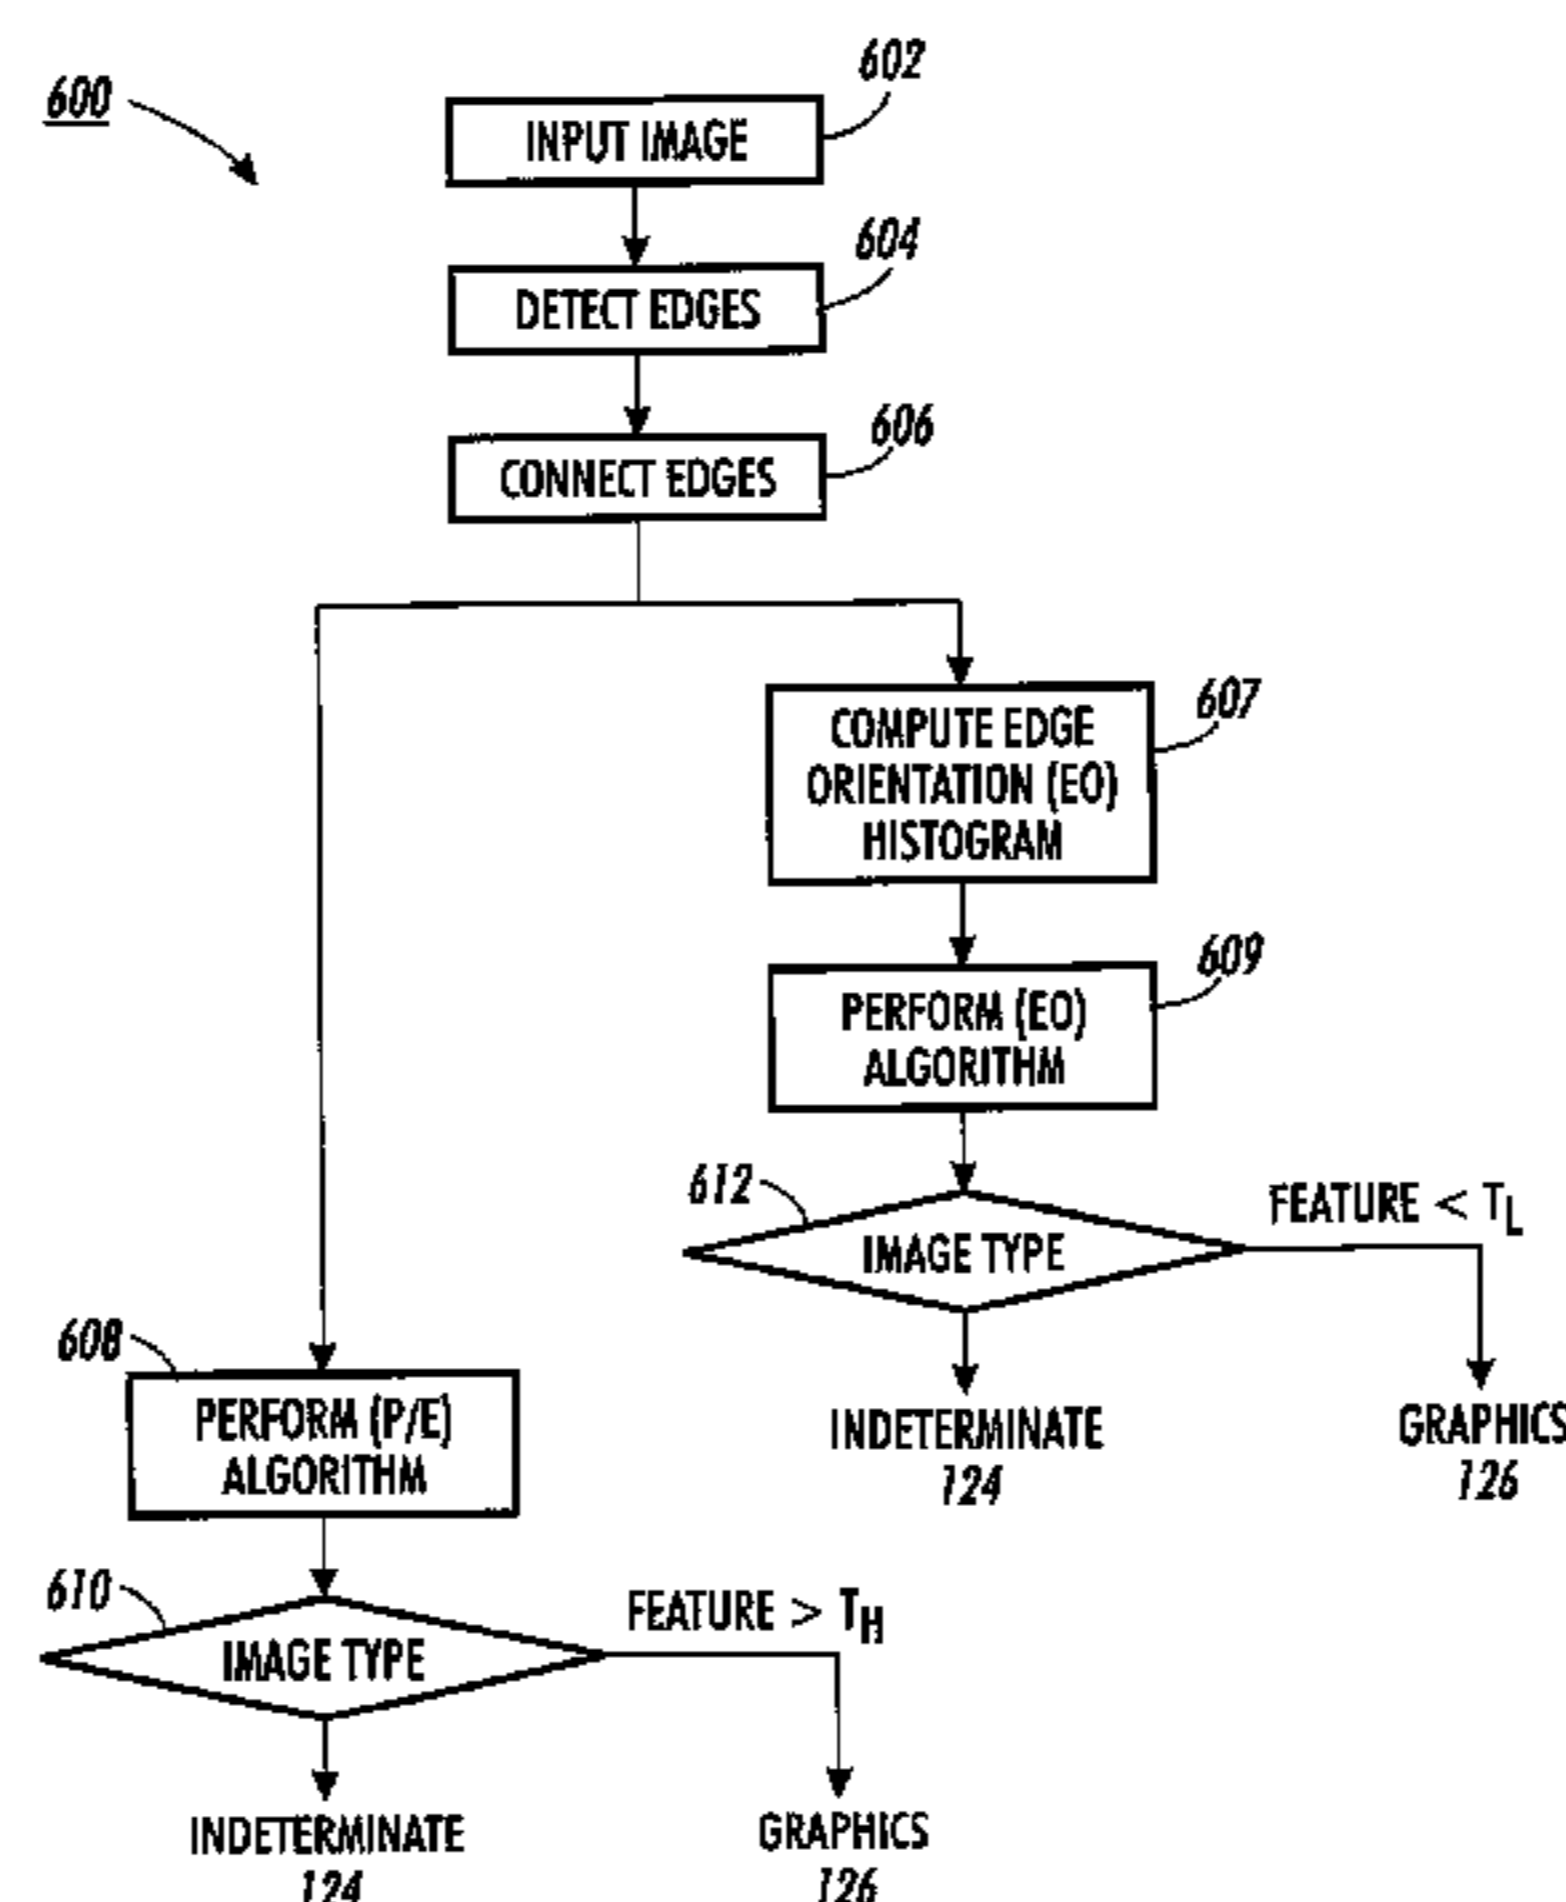 600
602
INPUT IMAGE
604
DETECT EDGES
606
CONNECT EDGES
607
COMPUTE EDGE
ORIENTATION (EO)
HISTOGRAM
609
PERFORM (EO)
ALGORITHM
612
IMAGE TYPE
FEATURE < TL
INDETERMINATE
124
GRAPHICS
126
608
PERFORM (P/E)
ALGORITHM
610
IMAGE TYPE
FEATURE > TH
INDETERMINATE
124
GRAPHICS
126